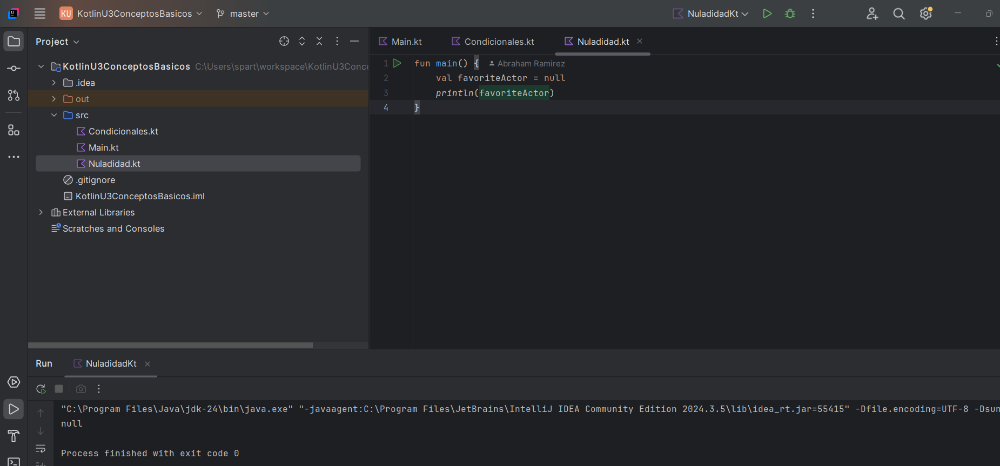 KU KotlinU3ConceptosBasicos master NuladidadKt
Project
Main.kt Condicionales.kt Nuladidad.kt
KotlinU3ConceptosBasicos C:\Users\spart\workspace\KotlinU3Conce
.idea
out
src
Condicionales.kt
Main.kt
Nuladidad.kt
.gitignore
KotlinU3ConceptosBasicos.iml
External Libraries
Scratches and Consoles
1 fun main() { Abraham Ramirez
2 val favoriteActor = null
3 println(favoriteActor)
4 }
Run NuladidadKt
"C:\Program Files\Java\jdk-24\bin\java.exe" "-javaagent:C:\Program Files\JetBrains\IntelliJ IDEA Community Edition 2024.3.5\lib\idea_rt.jar=55415" -Dfile.encoding=UTF-8 -Dsun
null
Process finished with exit code 0